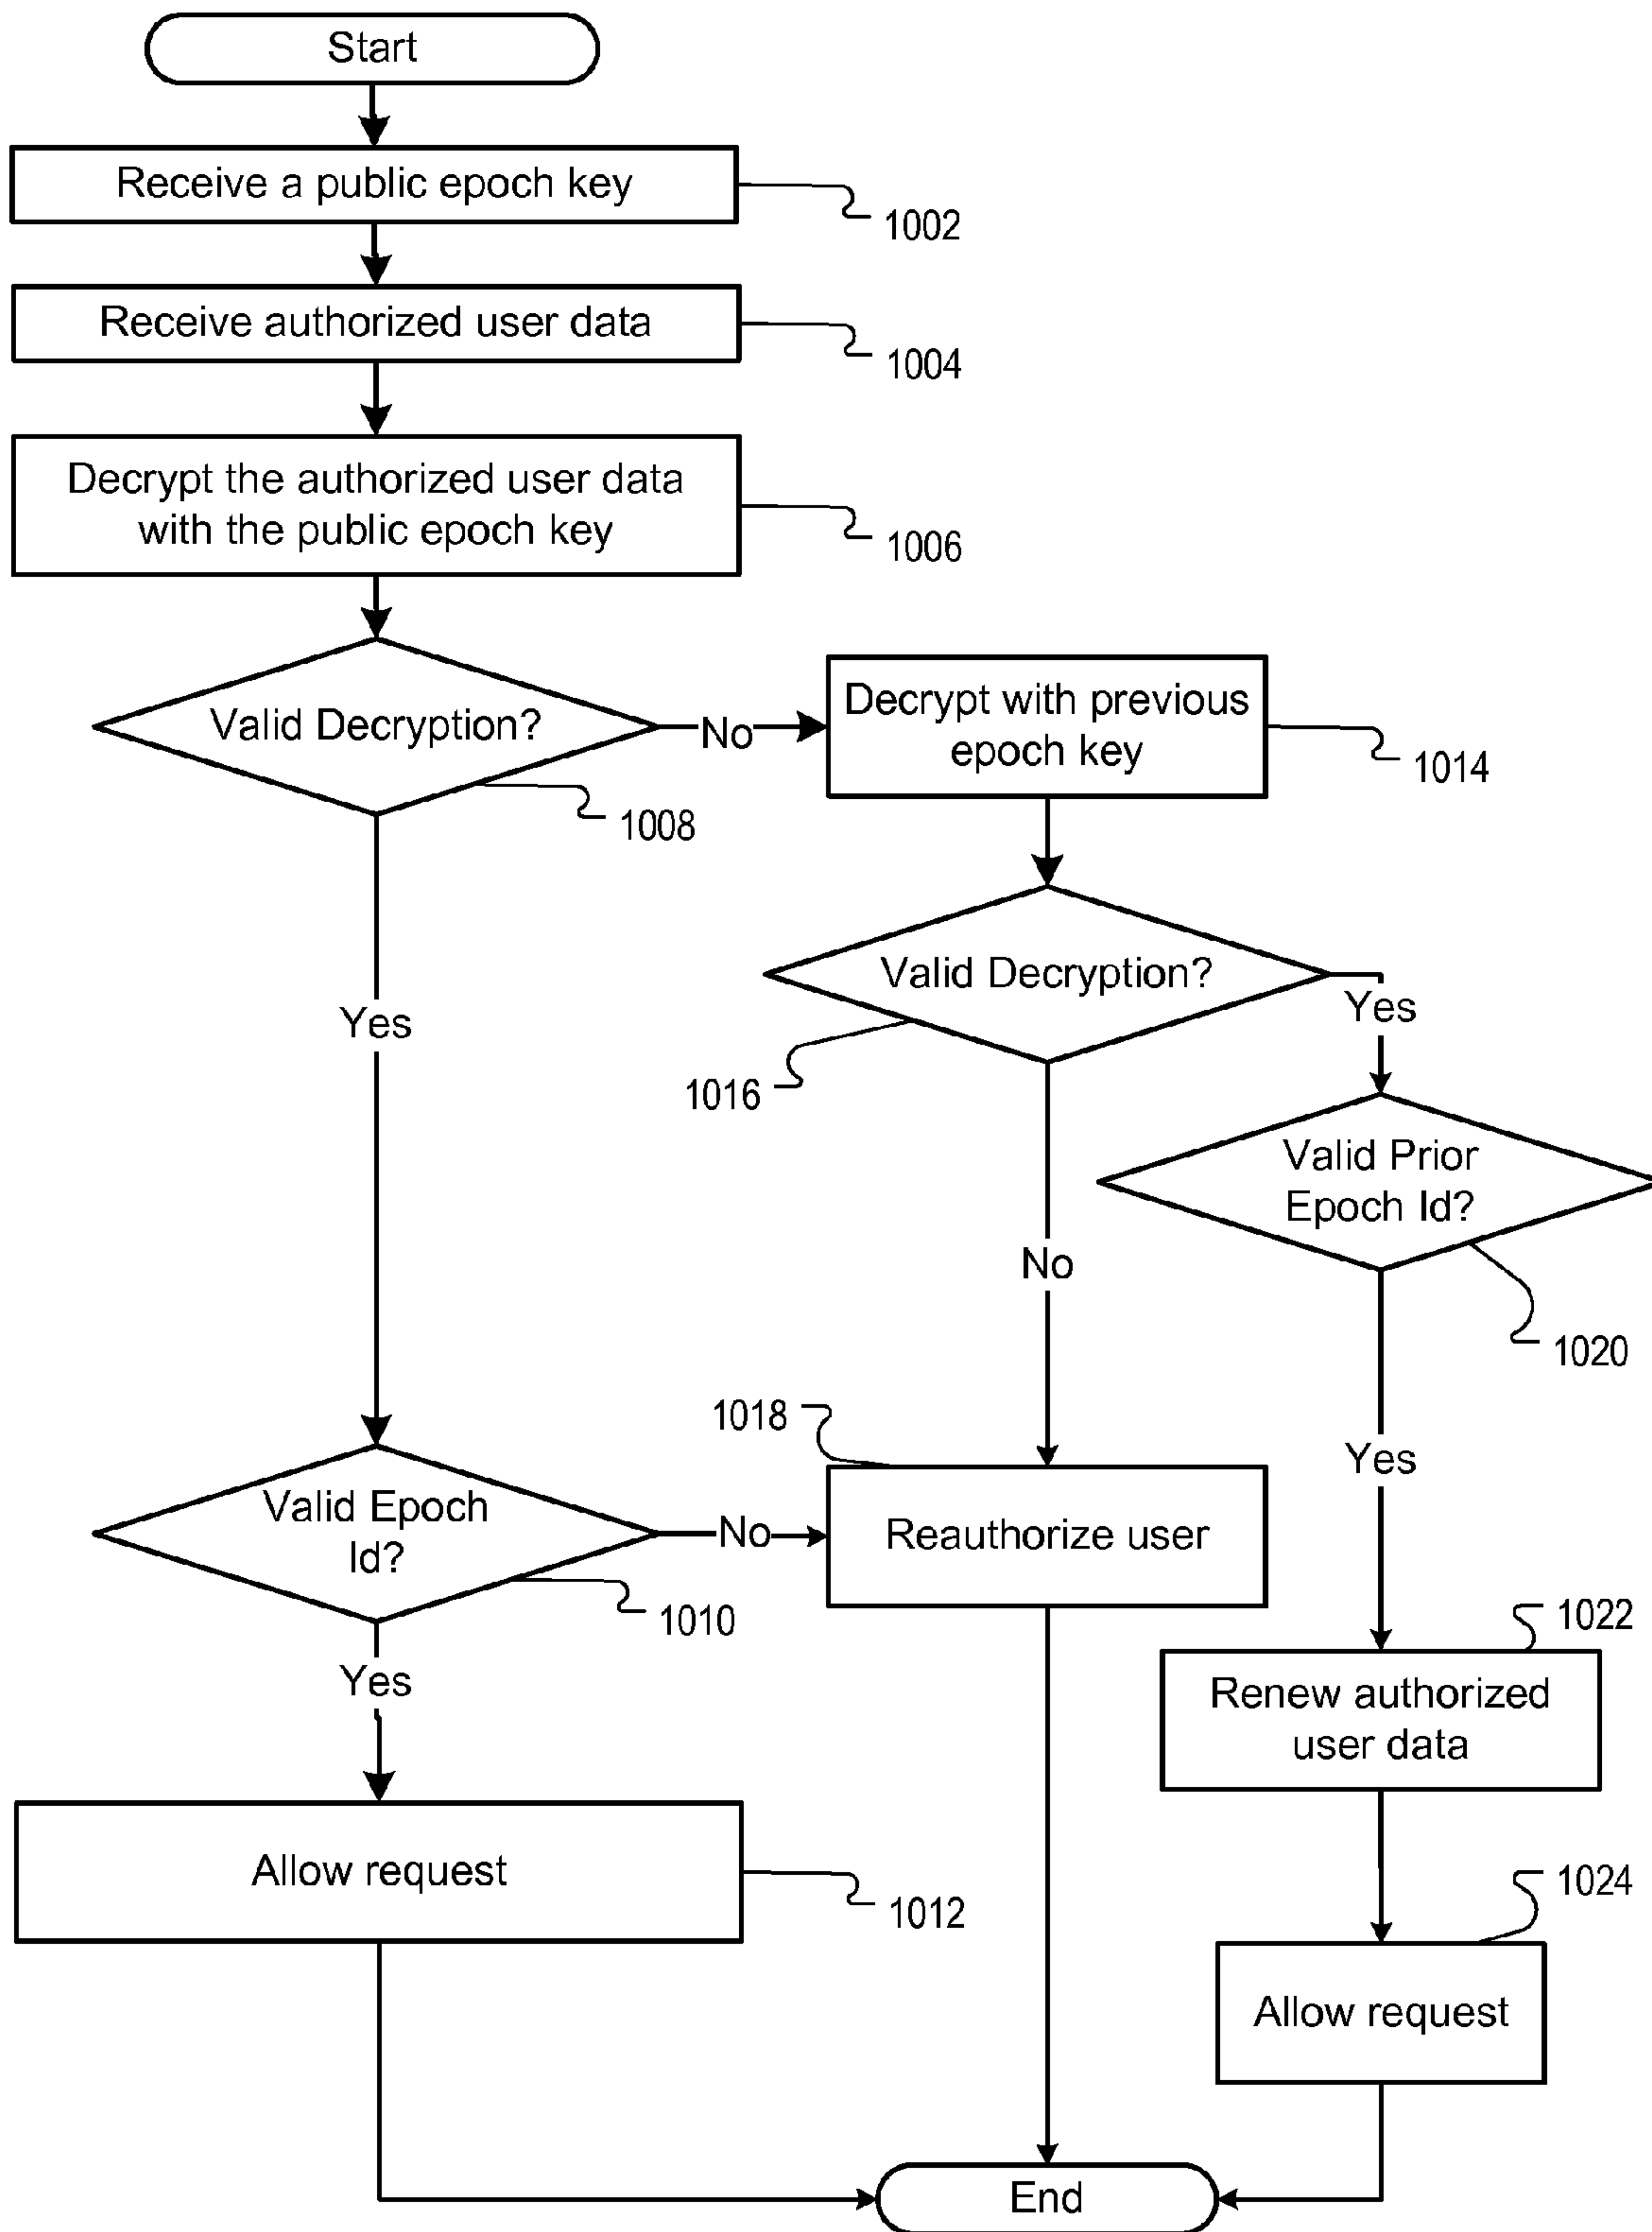 Start
Receive a public epoch key
1002
Receive authorized user data
1004
Decrypt the authorized user data
with the public epoch key
1006
Valid Decryption?
1008
No
Decrypt with previous
epoch key
1014
Yes
Valid Decryption?
1016
Yes
No
Valid Prior
Epoch Id?
1020
Yes
Valid Epoch
Id?
1010
No
1018
Reauthorize user
Yes
1022
Renew authorized
user data
Allow request
1012
1024
Allow request
End